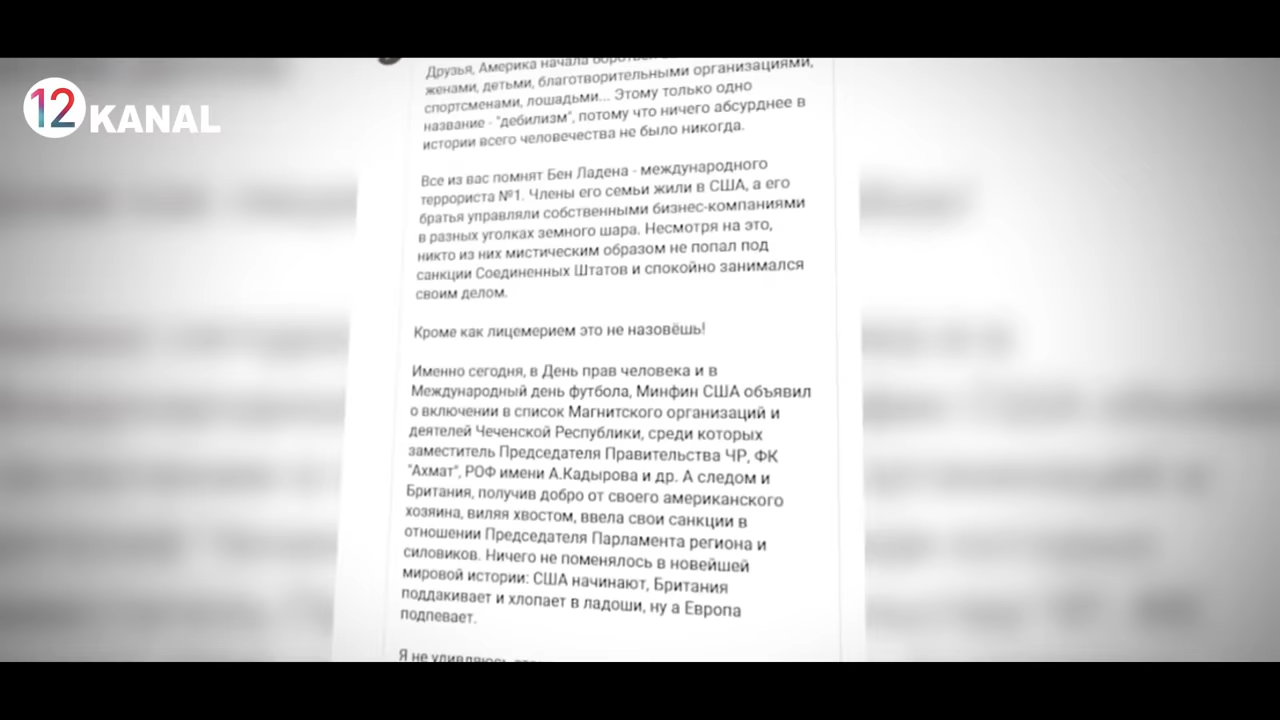 12 KANAL
Друзья, Америка начала
женами, детьми, благотворительными организациями,
спортсменами, лошадьми... Этому только одно
название - "дебилизм", потому что ничего абсурднее в
истории всего человечества не было никогда.
Все из вас помнят Бен Ладена - международного
террориста №1. Члены его семьи жили в США, а его
братья управляли собственными бизнес-компаниями
в разных уголках земного шара. Несмотря на это,
никто из них мистическим образом не попал под
санкции Соединенных Штатов и спокойно занимался
своим делом.
Кроме как лицемерием это не назовёшь!
Именно сегодня, в День прав человека и в
Международный день футбола, Минфин США объявил
о включении в список Магнитского организаций и
деятелей Чеченской Республики, среди которых
заместитель Председателя Правительства ЧР, ФК
"Ахмат", РОФ имени А.Кадырова и др. А следом и
Британия, получив добро от своего американского
хозяина, виляя хвостом, ввела свои санкции в
отношении Председателя Парламента региона и
силовиков. Ничего не поменялось в новейшей
мировой истории: США начинают, Британия
поддакивает и хлопает в ладоши, ну а Европа
подпевает.
Я не удивляюсь